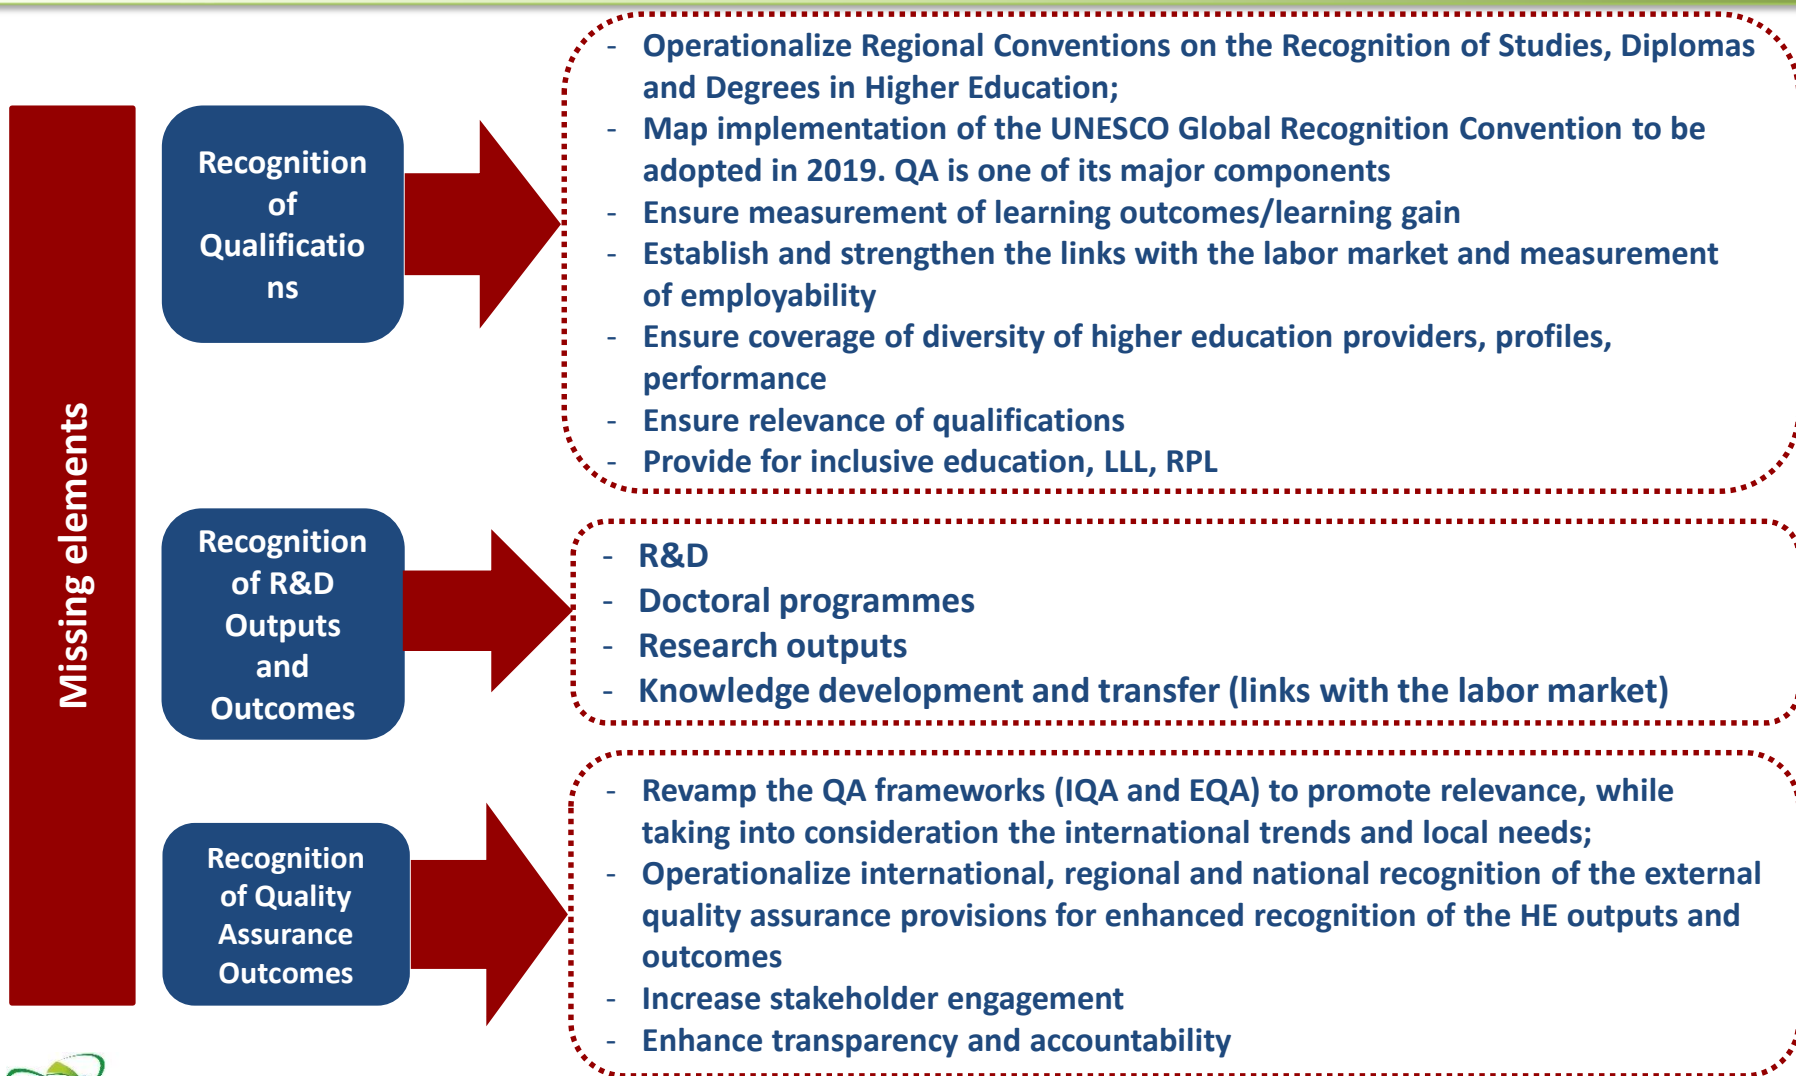 Missing elements
Recognition
of
Qualificatio
ns
- Operationalize Regional Conventions on the Recognition of Studies, Diplomas
and Degrees in Higher Education;
- Map implementation of the UNESCO Global Recognition Convention to be
adopted in 2019. QA is one of its major components
- Ensure measurement of learning outcomes/learning gain
- Establish and strengthen the links with the labor market and measurement
of employability
- Ensure coverage of diversity of higher education providers, profiles,
performance
- Ensure relevance of qualifications
- Provide for inclusive education, LLL, RPL
Recognition
of R&D
Outputs
and
Outcomes
- R&D
- Doctoral programmes
- Research outputs
- Knowledge development and transfer (links with the labor market)
Recognition
of Quality
Assurance
Outcomes
- Revamp the QA frameworks (IQA and EQA) to promote relevance, while
taking into consideration the international trends and local needs;
- Operationalize international, regional and national recognition of the external
quality assurance provisions for enhanced recognition of the HE outputs and
outcomes
- Increase stakeholder engagement
- Enhance transparency and accountability